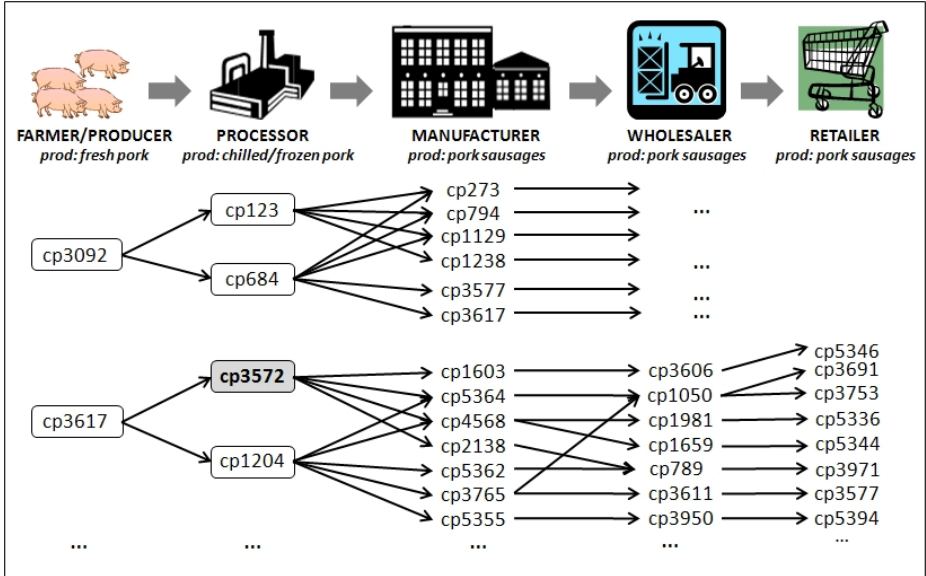 FARMER/PRODUCER PROCESSOR MANUFACTURER WHOLESALER RETAILER
prod: fresh pork prod: chilled/frozen pork prod: pork sausages prod: pork sausages prod: pork sausages
cp273
cp123 cp794 ...
cp1129
cp3092 cp1238 ...
cp684
cp3577 ...
cp3617 ...
cp5346
cp1603 cp3606 cp3691
cp3572
cp5364 cp1050 cp3753
cp3617 cp4568 cp1981 cp5336
cp2138 cp1659 cp5344
cp1204
cp5362 cp789 cp3971
cp3765 cp3611 cp3577
cp5355 cp3950 cp5394
... ... ... ... ...